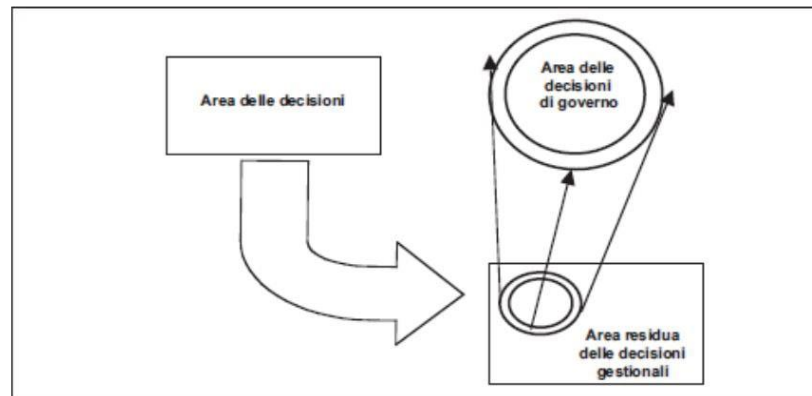 Area delle decisioni
Area delle
decisioni
di governo
Area residua
delle decisioni
gestionali